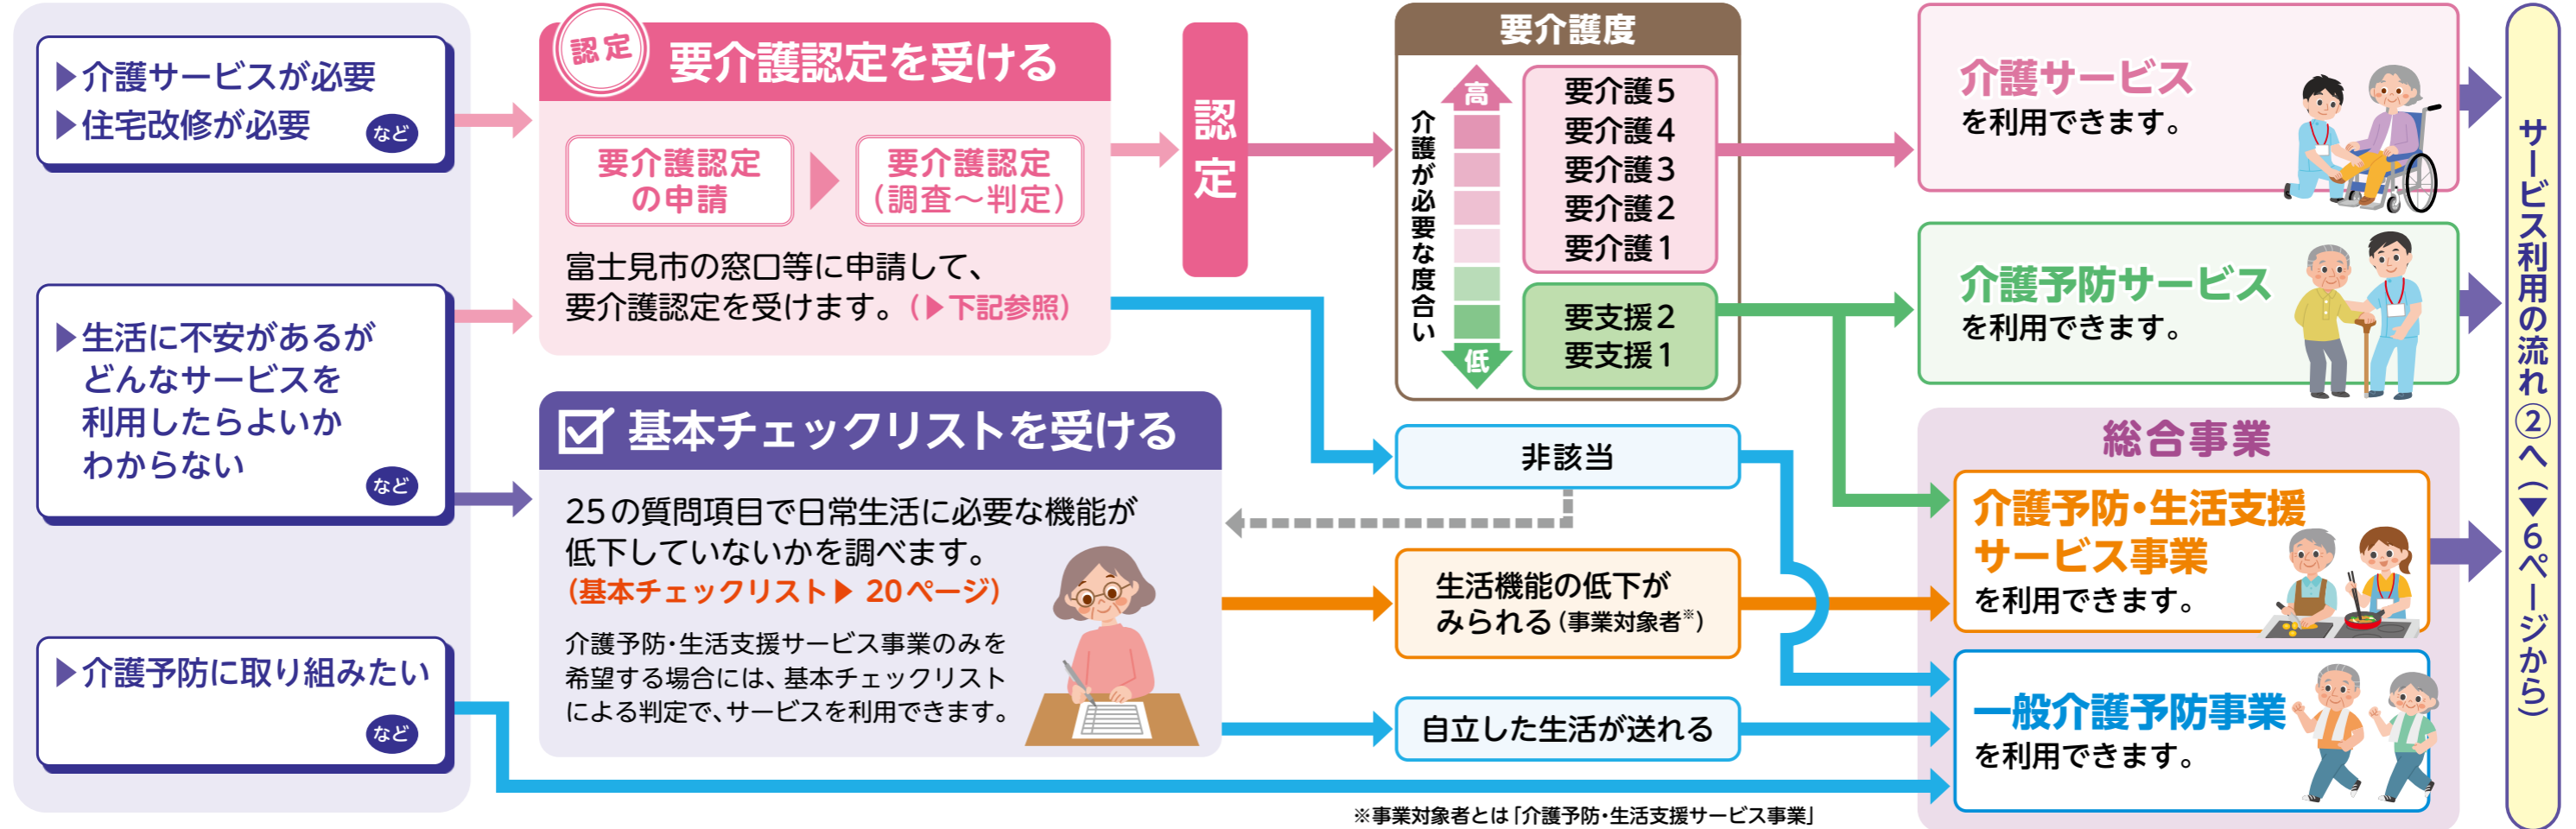 ▶介護サービスが必要
▶住宅改修が必要
など
▶生活に不安があるが
どんなサービスを
利用したらよいか
わからない
など
▶介護予防に取り組みたい
など
認定
要介護認定を受ける
要介護認定
の申請
要介護認定
(調査～判定)
富士見市の窓口等に申請して、
要介護認定を受けます。(▶下記参照)
基本チェックリストを受ける
25の質問項目で日常生活に必要な機能が
低下していないかを調べます。
(基本チェックリスト▶ 20ページ)
介護予防・生活支援サービス事業のみを
希望する場合には、基本チェックリスト
による判定で、サービスを利用できます。
認定
要介護度
介護が必要な度合い
高
低
要介護5
要介護4
要介護3
要介護2
要介護1
要支援2
要支援1
非該当
生活機能の低下が
みられる(事業対象者※)
自立した生活が送れる
介護サービス
を利用できます。
介護予防サービス
を利用できます。
総合事業
介護予防・生活支援
サービス事業
を利用できます。
一般介護予防事業
を利用できます。
サービス利用の流れ②へ(▶6ページから)
※事業対象者とは「介護予防・生活支援サービス事業」